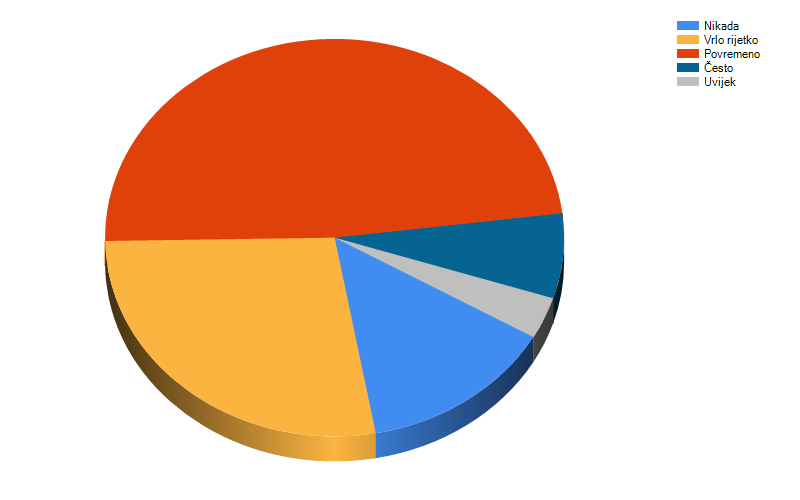 Nikada
Vrlo rijetko
Povremeno
Često
Uvijek